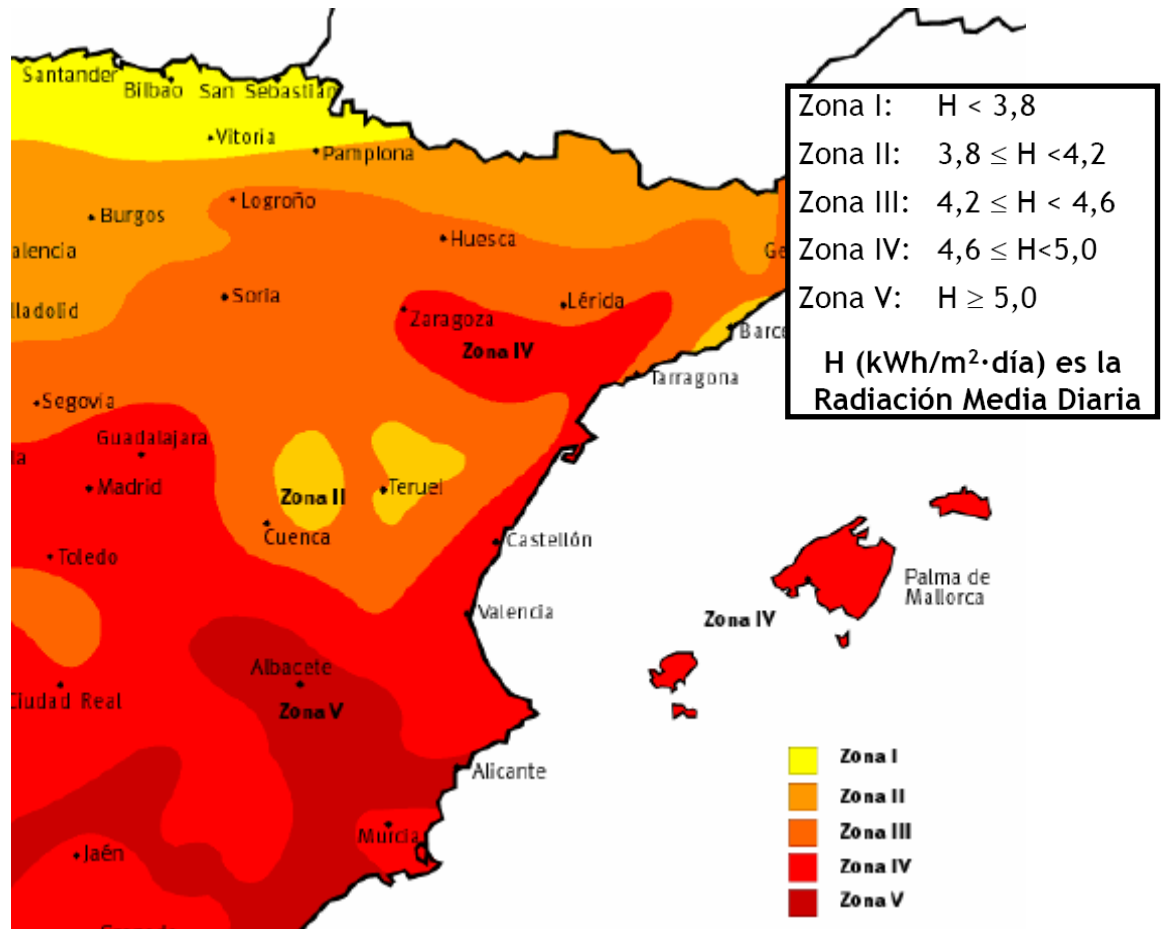 Santander
Bilbao
San Sebastián
Vitoria
Pamplona
Logroño
Burgos
Huesca
alencia
Ge
Soria
lladolid
Lérida
Zaragoza
Barce
Zona IV
Tarragona
Segovia
Guadalajara
la
Madrid
Zona II
Teruel
Cuenca
Castellón
Toledo
Valencia
Albacete
Ciudad Real
Zona V
Alicante
Murcia
Jaén
Palma de
Mallorca
Zona IV
Zona I: H < 3,8
Zona II: 3,8 ≤ H <4,2
Zona III: 4,2 ≤ H < 4,6
Zona IV: 4,6 ≤ H<5,0
Zona V: H ≥ 5,0
H (kWh/m²·día) es la
Radiación Media Diaria
Zona I
Zona II
Zona III
Zona IV
Zona V